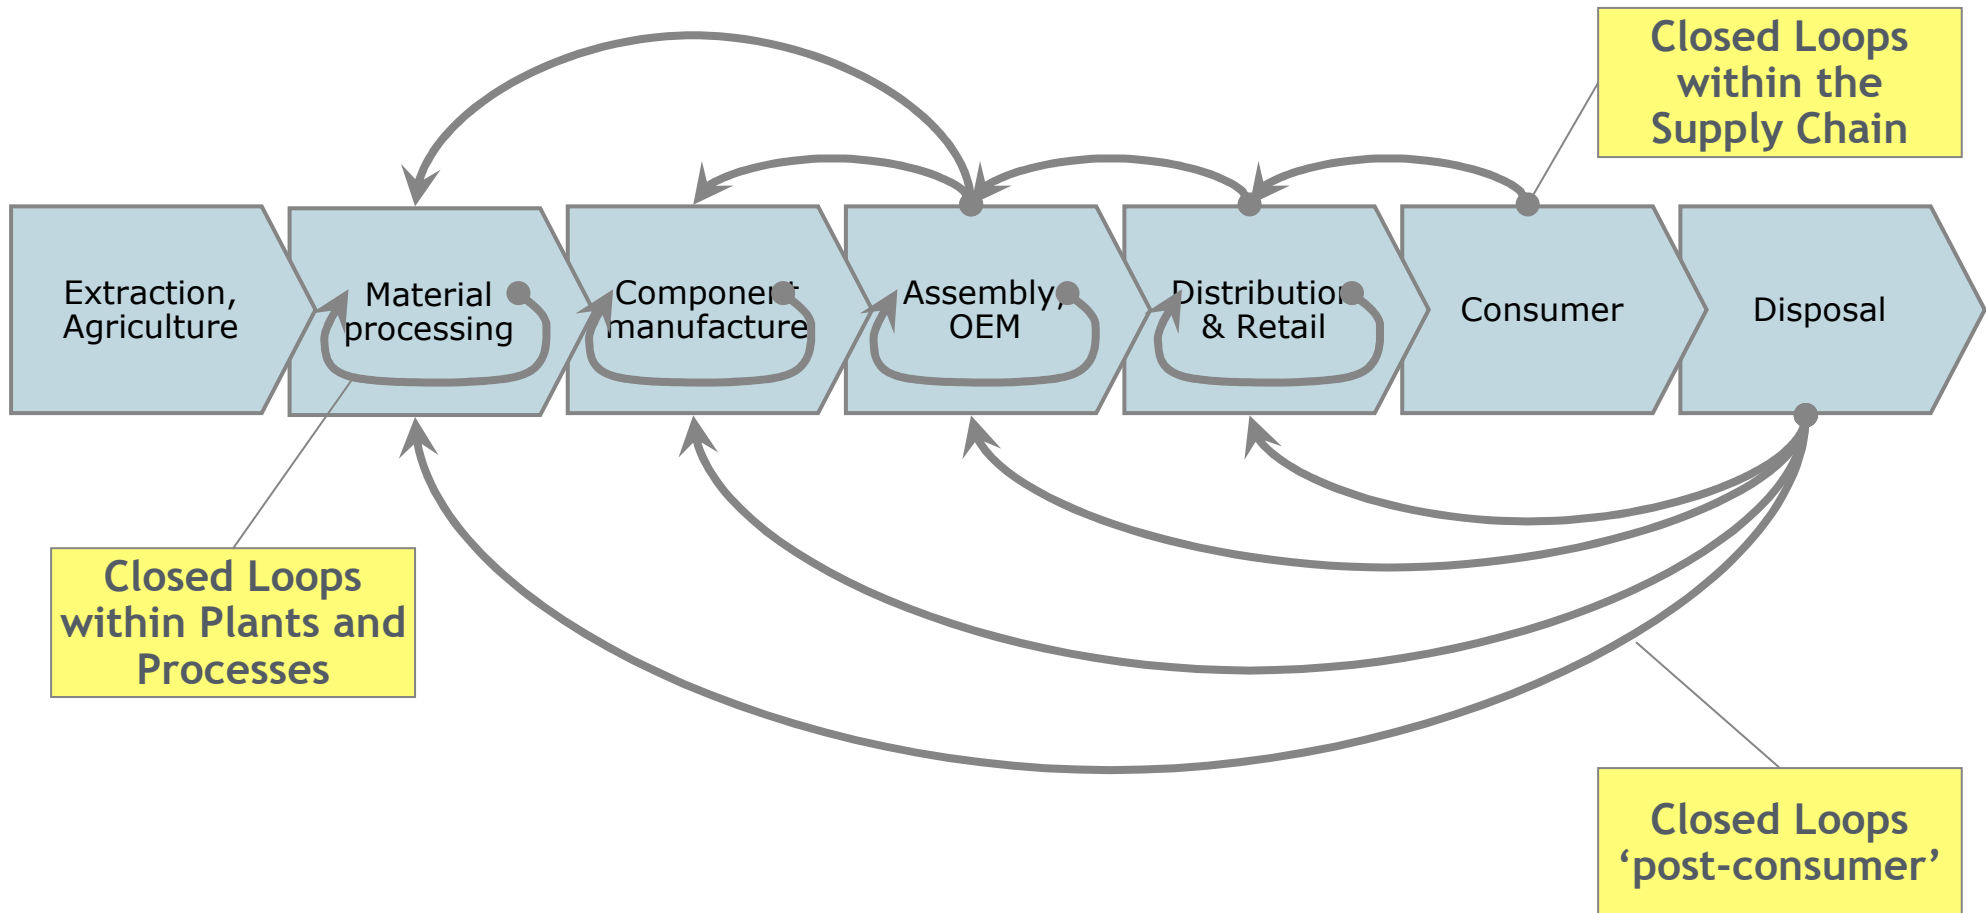 Closed Loops
within the
Supply Chain
Extraction,
Agriculture
Material
processing
Component
manufacture
Assembly,
OEM
Distribution
& Retail
Consumer
Disposal
Closed Loops
within Plants and
Processes
Closed Loops
‘post-consumer’